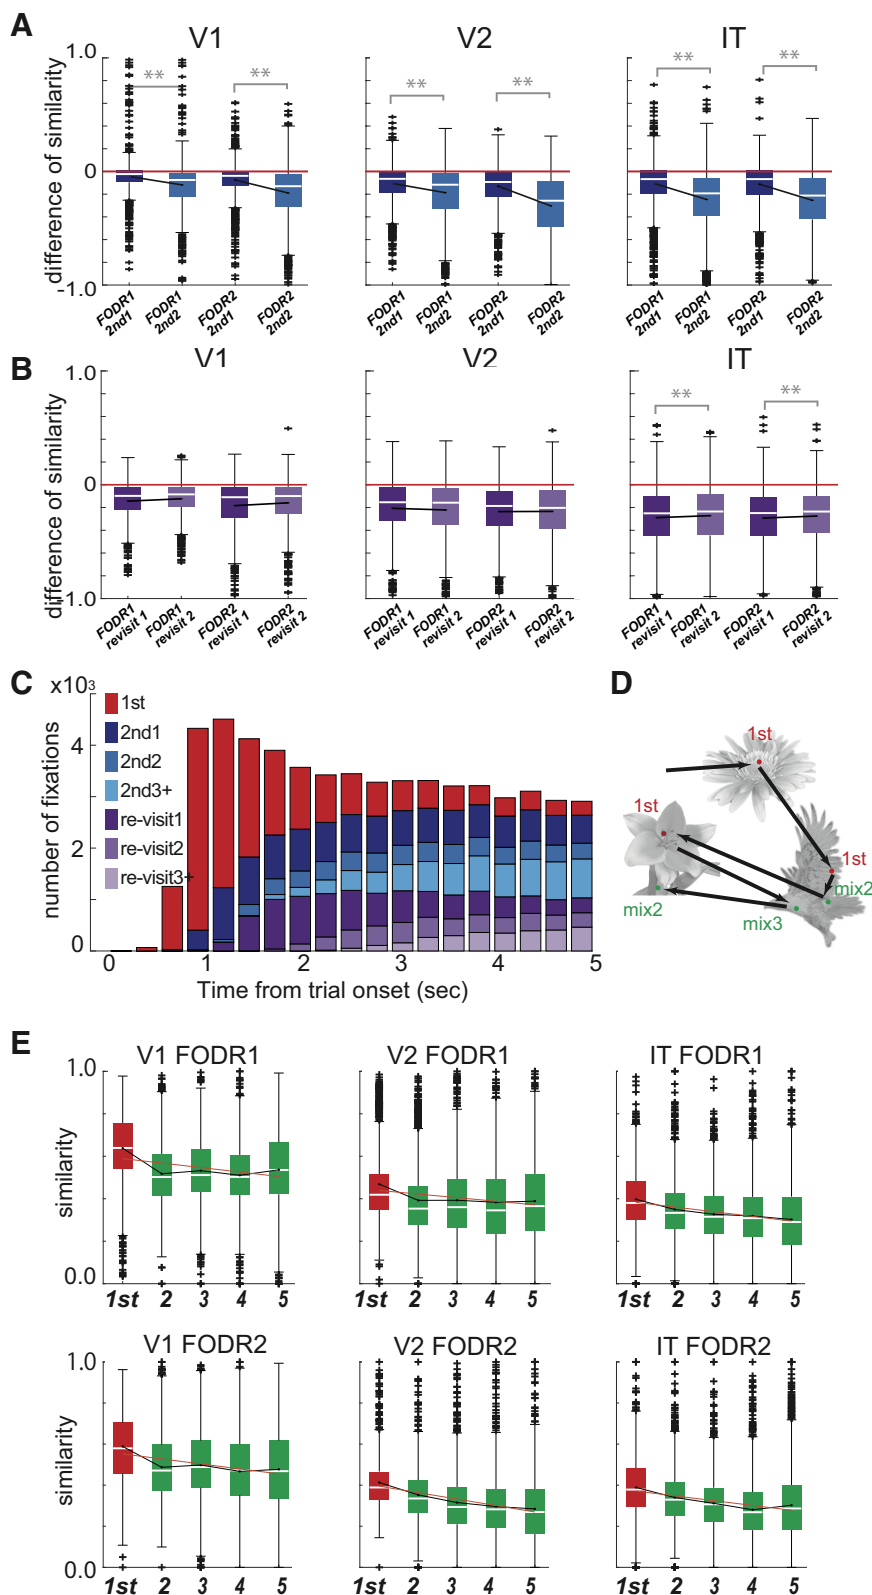 A
V1
V2
IT
difference of similarity
1.0
0
-1.0
** ** ** ** ** **
FODR1 2nd1
FODR1 2nd2
FODR2 2nd1
FODR2 2nd2
FODR1 2nd1
FODR1 2nd2
FODR2 2nd1
FODR2 2nd2
FODR1 2nd1
FODR1 2nd2
FODR2 2nd1
FODR2 2nd2
B
V1
V2
IT
difference of similarity
1.0
0
-1.0
** **
FODR1 revisit 1
FODR1 revisit 2
FODR2 revisit 1
FODR2 revisit 2
FODR1 revisit 1
FODR1 revisit 2
FODR2 revisit 1
FODR2 revisit 2
FODR1 revisit 1
FODR1 revisit 2
FODR2 revisit 1
FODR2 revisit 2
C
x10³
number of fixations
4
2
0
1st
2nd1
2nd2
2nd3+
re-visit1
re-visit2
re-visit3+
0 1 2 3 4 5
Time from trial onset (sec)
D
1st
1st
1st
mix2
mix2
mix3
E
V1 FODR1
V2 FODR1
IT FODR1
similarity
1.0
0.0
1st 2 3 4 5
1st 2 3 4 5
1st 2 3 4 5
V1 FODR2
V2 FODR2
IT FODR2
similarity
1.0
0.0
1st 2 3 4 5
1st 2 3 4 5
1st 2 3 4 5